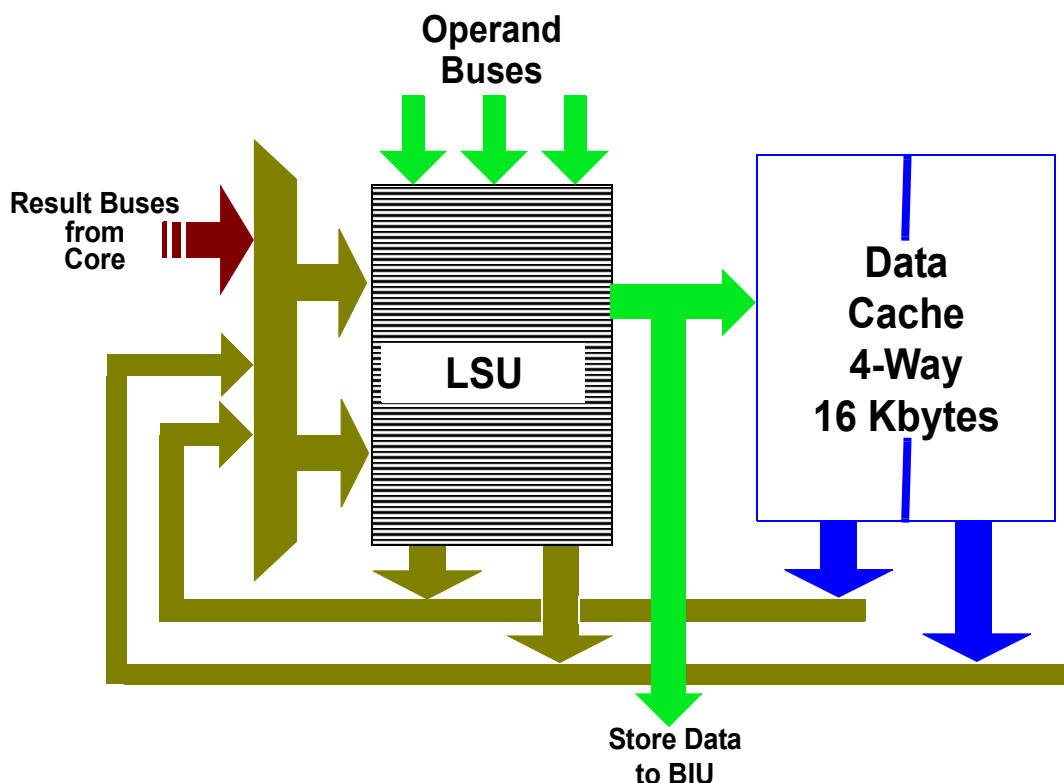 Operand
Buses
Result Buses
from
Core
LSU
Data
Cache
4-Way
16 Kbytes
Store Data
to BIU